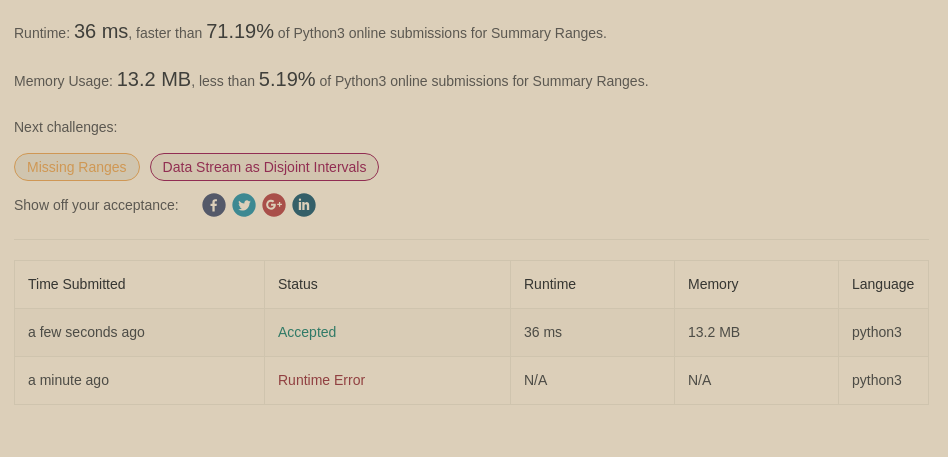 Runtime: 36 ms, faster than 71.19% of Python3 online submissions for Summary Ranges.
Memory Usage: 13.2 MB, less than 5.19% of Python3 online submissions for Summary Ranges.
Next challenges:
Missing Ranges Data Stream as Disjoint Intervals
Show off your acceptance: f G+ in
Time Submitted Status Runtime Memory Language
a few seconds ago Accepted 36 ms 13.2 MB python3
a minute ago Runtime Error N/A N/A python3